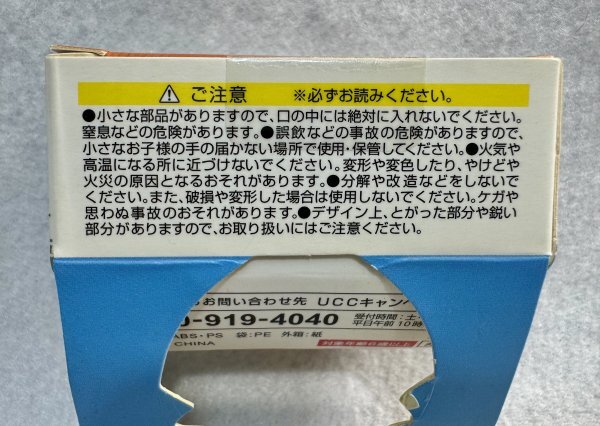 ⚠ ご注意 ※必ずお読みください。
●小さな部品がありますので、口の中には絶対に入れないでください。
窒息などの危険があります。●誤飲などの事故の危険がありますので、
小さなお子様の手の届かない場所で使用・保管してください。●火気や
高温になる所に近づけないでください。変形や変色したり、やけどや
火災の原因となるおそれがあります。●分解や改造などをしないで
ください。また、破損や変形した場合は使用しないでください。ケガや
思わぬ事故のおそれがあります。●デザイン上、とがった部分や鋭い
部分がありますので、お取り扱いにはご注意ください。
お問い合わせ先 UCCキャン
-919-4040 受付時間:土・
平日午前10時
ABS・PS 袋:PE 外箱:紙
CHINA 対象年齢6歳以上